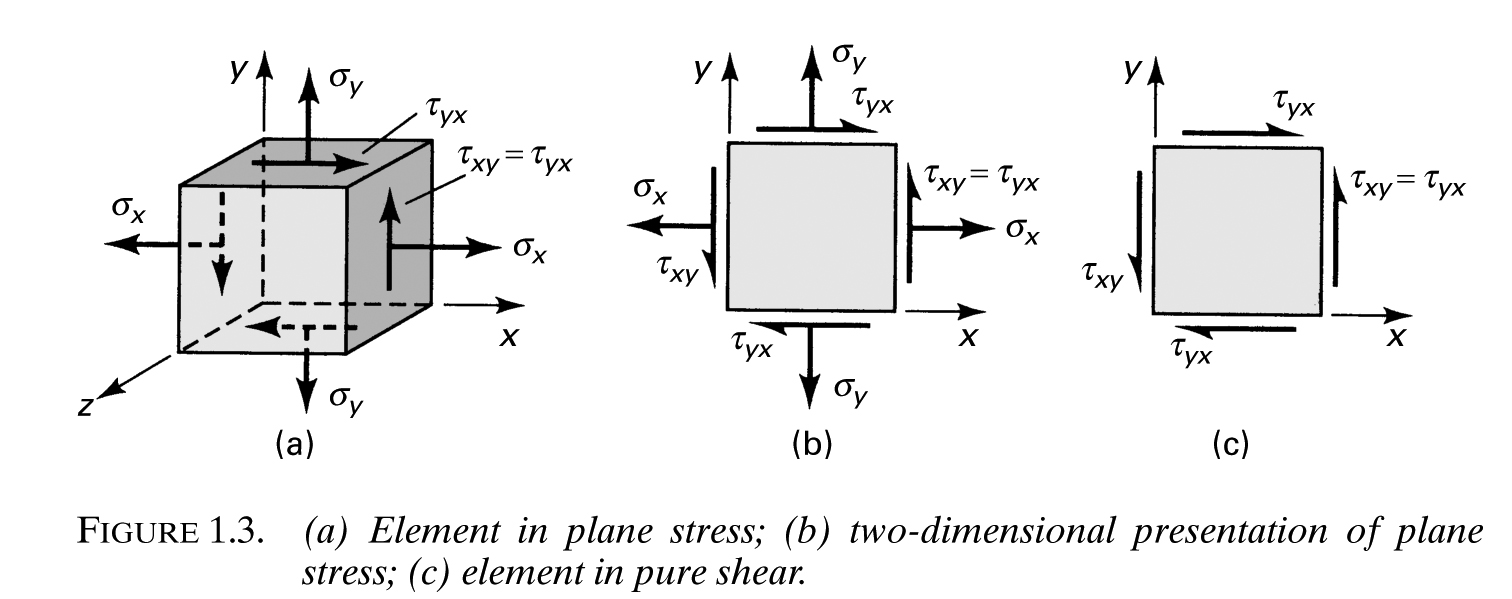 y
σy
τyx
τxy = τyx
σx
σx
x
z
σy
(a)
y
σy
τyx
τxy = τyx
σx
σx
τxy
τyx
x
σy
(b)
y
τyx
τxy = τyx
τxy
τyx
x
(c)
FIGURE 1.3. (a) Element in plane stress; (b) two-dimensional presentation of plane
stress; (c) element in pure shear.